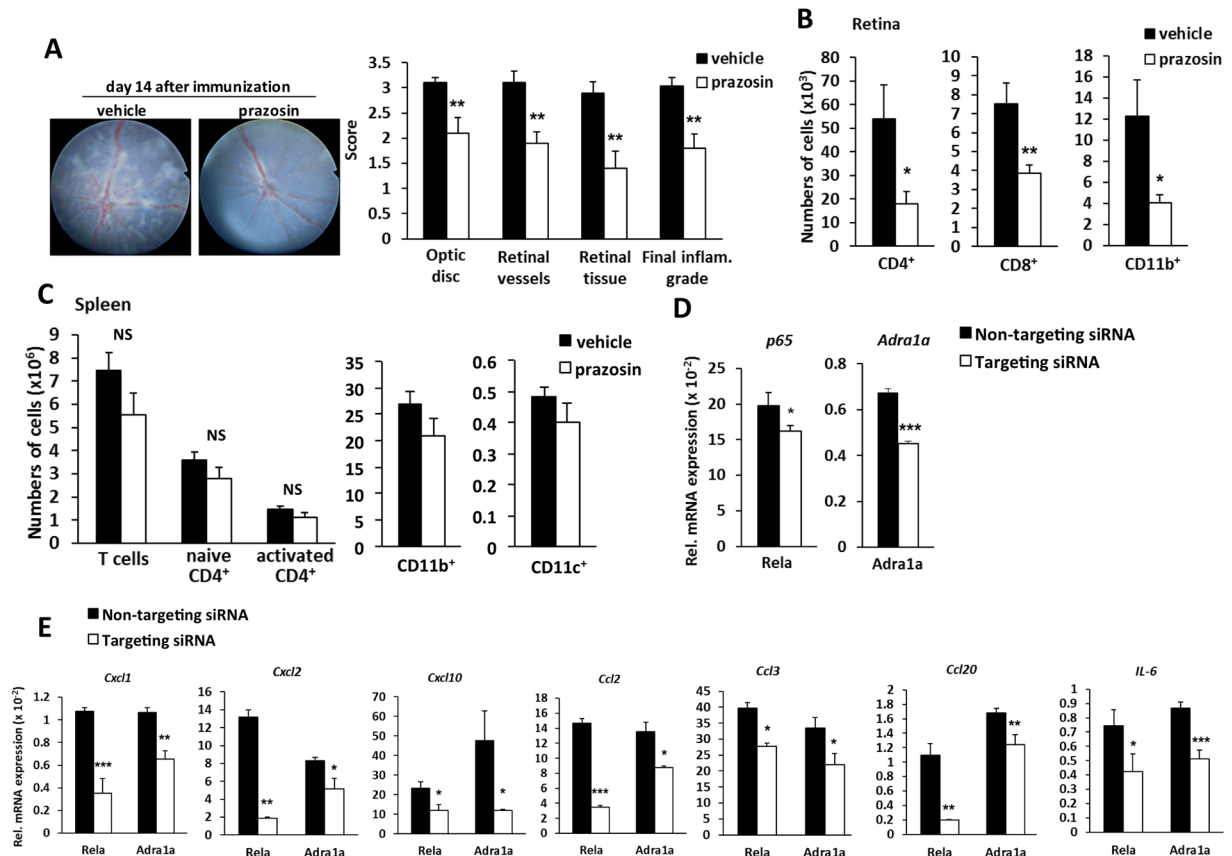 A
day 14 after immunization
vehicle prazosin
Score
3.5
3
2.5
2
1.5
1
0.5
0
vehicle
prazosin
**
**
**
**
Optic disc
Retinal vessels
Retinal tissue
Final inflam. grade
B
Retina
vehicle
prazosin
Numbers of cells (x10³)
80
70
60
50
40
30
20
10
0
*
CD4⁺
10
9
8
7
6
5
4
3
2
1
0
**
CD8⁺
18
16
14
12
10
8
6
4
2
0
*
CD11b⁺
C
Spleen
Numbers of cells (x10⁶)
9
8
7
6
5
4
3
2
1
0
NS
NS
NS
T cells
naive CD4⁺
activated CD4⁺
vehicle
prazosin
35
30
25
20
15
10
5
0
CD11b⁺
0.6
0.5
0.4
0.3
0.2
0.1
0
CD11c⁺
D
Non-targeting siRNA
Targeting siRNA
Rel. mRNA expression (x 10⁻²)
p65
25
20
15
10
5
0
*
Rela
Adra1a
0.8
0.6
0.4
0.2
0
***
Adra1a
Non-targeting siRNA
Targeting siRNA
E
Rel. mRNA expression (x 10⁻²)
Cxcl1
1.2
1
0.8
0.6
0.4
0.2
0
***
**
Rela Adra1a
Cxcl2
16
14
12
10
8
6
4
2
0
**
*
Rela Adra1a
Cxcl10
70
60
50
40
30
20
10
0
*
*
Rela Adra1a
Ccl2
18
16
14
12
10
8
6
4
2
0
***
*
Rela Adra1a
Ccl3
45
40
35
30
25
20
15
10
5
0
*
*
Rela Adra1a
Ccl20
2
1.8
1.6
1.4
1.2
1
0.8
0.6
0.4
0.2
0
**
**
Rela Adra1a
IL-6
1
0.9
0.8
0.7
0.6
0.5
0.4
0.3
0.2
0.1
0
*
***
Rela Adra1a